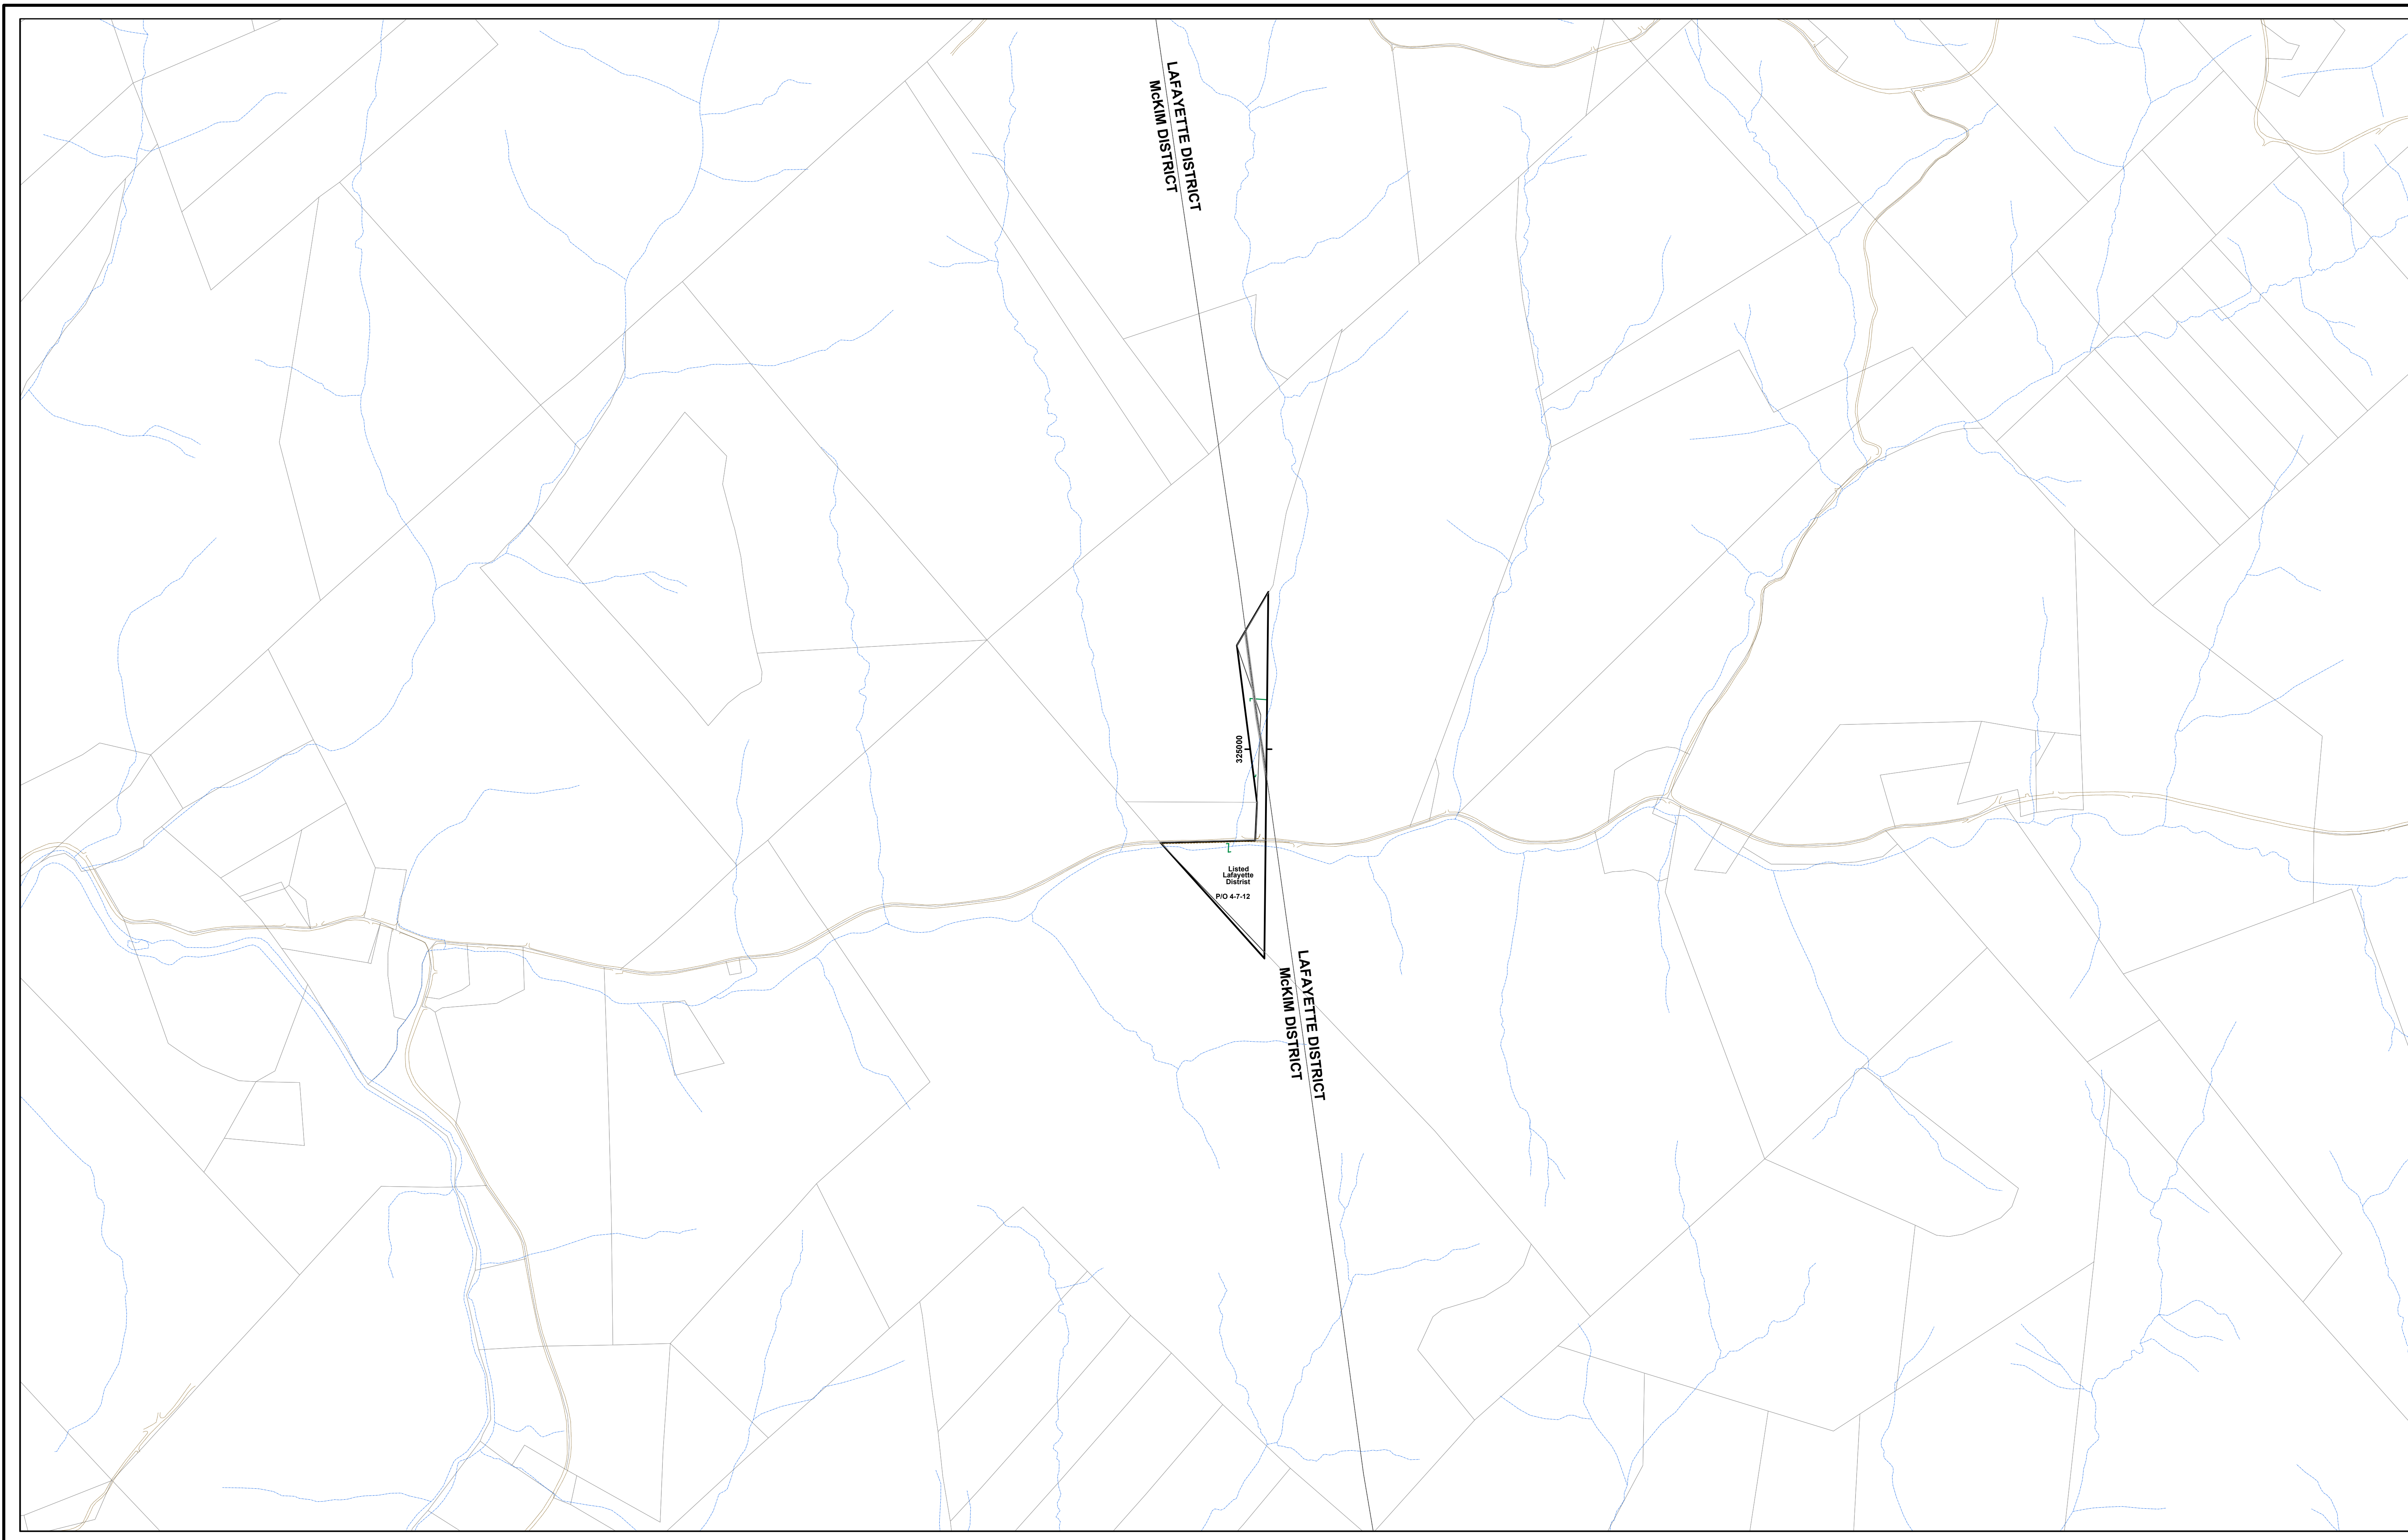 LAFAYETTE DISTRICT
McKIM DISTRICT
325000
Listed
Lafayette
Distrist
P/O 4-7-12
LAFAYETTE DISTRICT
McKIM DISTRICT